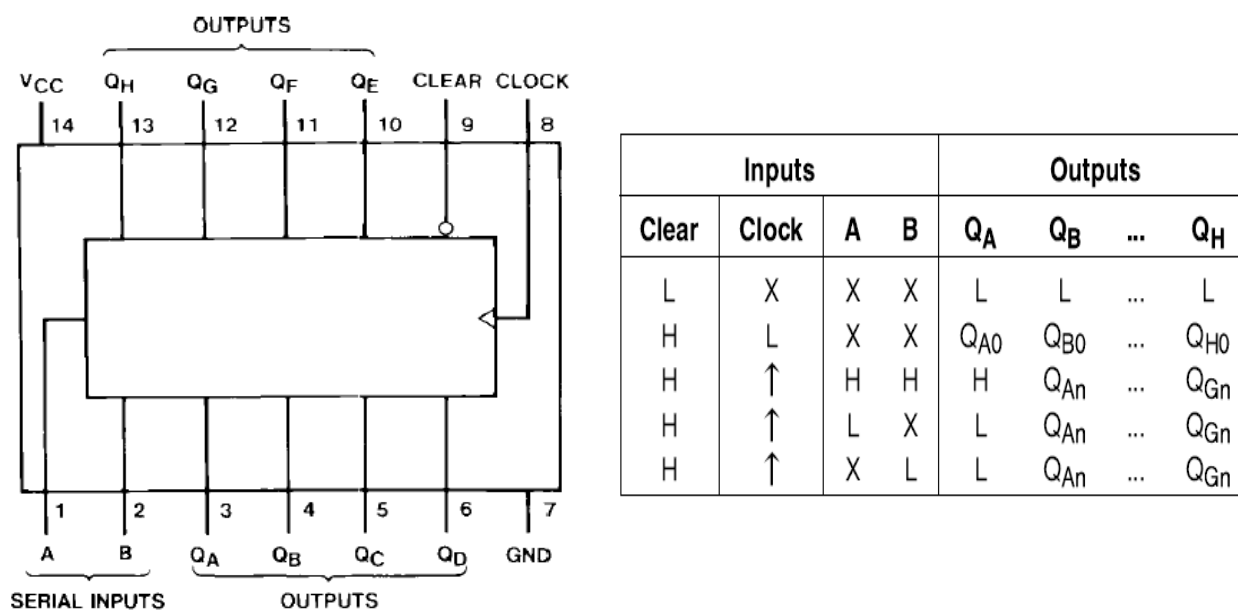 OUTPUTS
VCC QH QG QF QE CLEAR CLOCK
14 13 12 11 10 9 8
1 2 3 4 5 6 7
A B QA QB QC QD GND
SERIAL INPUTS OUTPUTS
Inputs Outputs
Clear Clock A B QA QB ... QH
L X X X L L ... L
H L X X QA0 QB0 ... QH0
H ↑ H H H QAn ... QGn
H ↑ L X L QAn ... QGn
H ↑ X L L QAn ... QGn